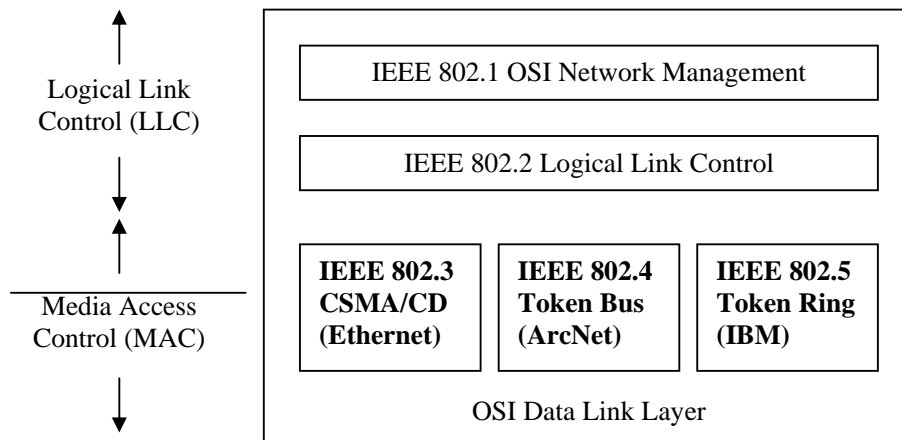 Logical Link
Control (LLC)
Media Access
Control (MAC)
IEEE 802.1 OSI Network Management
IEEE 802.2 Logical Link Control
IEEE 802.3
CSMA/CD
(Ethernet)
IEEE 802.4
Token Bus
(ArcNet)
IEEE 802.5
Token Ring
(IBM)
OSI Data Link Layer